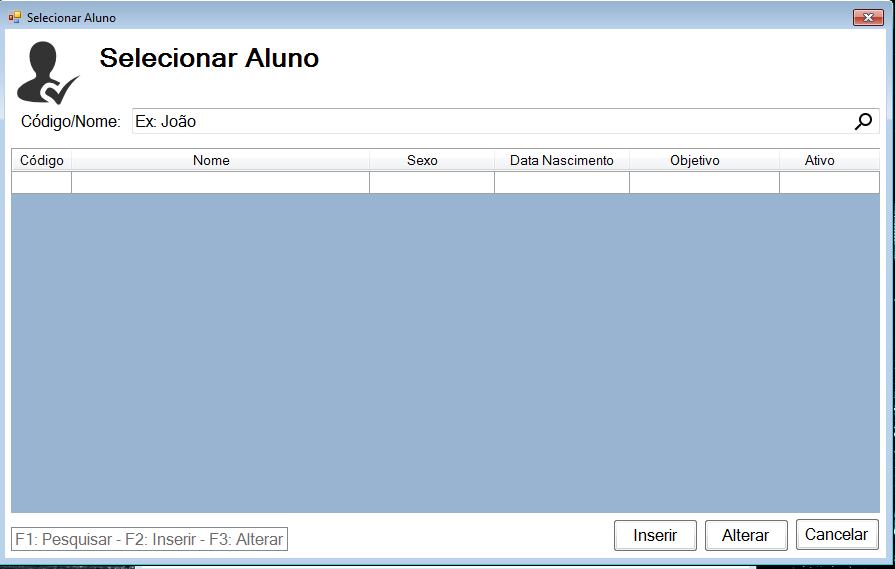 Selecionar Aluno
Selecionar Aluno
Código/Nome: Ex: João
Código Nome Sexo Data Nascimento Objetivo Ativo
F1: Pesquisar - F2: Inserir - F3: Alterar Inserir Alterar Cancelar